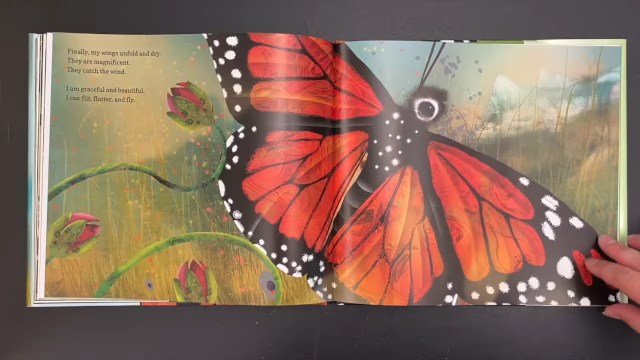 Finally, my wings unfold and dry.
They are magnificent.
They catch the wind.
I am graceful and beautiful.
I can flit, flutter, and fly.